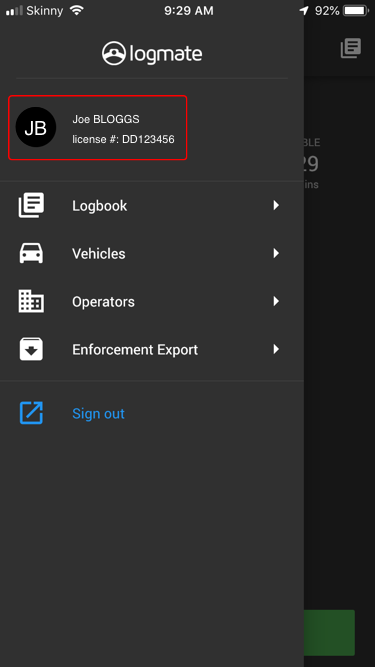 Skinny 9:29 AM 92%
logmate
JB
Joe BLOGGS
license #: DD123456
BLE
29
ins
Logbook
Vehicles
Operators
Enforcement Export
Sign out